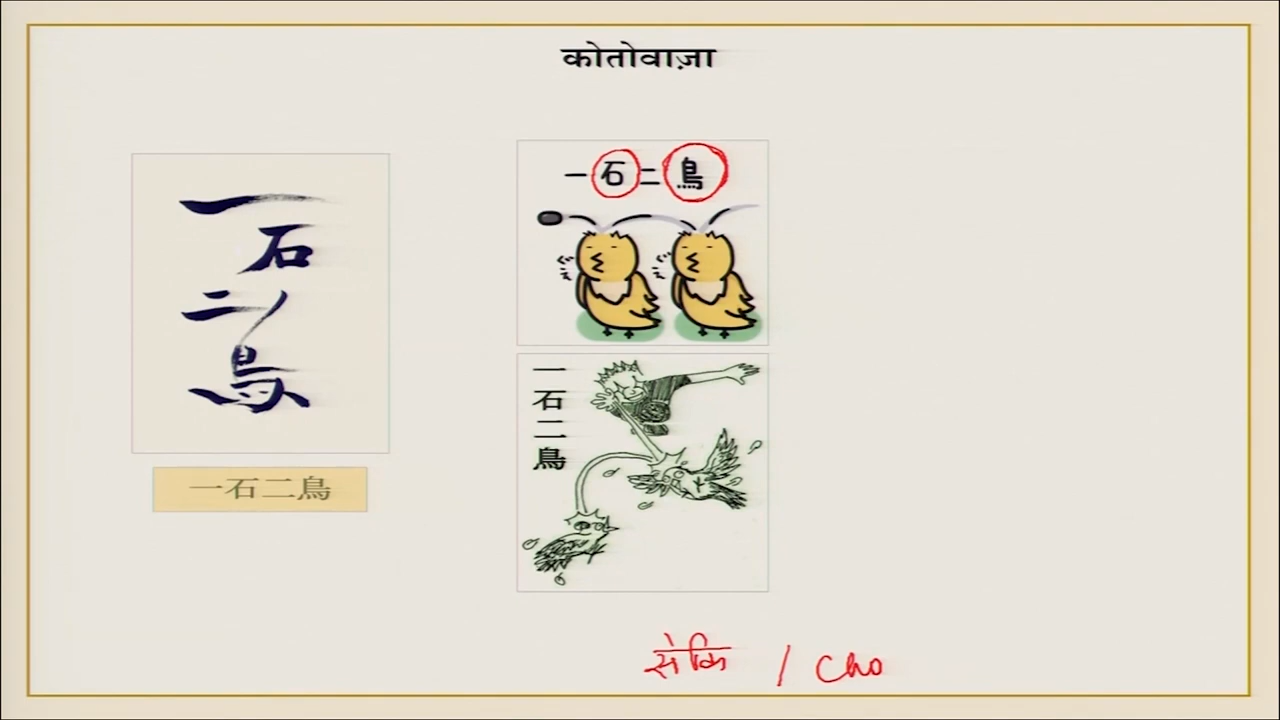 कोतोवाज़ा
一
石
二
鳥
一石二鳥
一石二鳥
一
石
二
鳥
सेकि / Cho